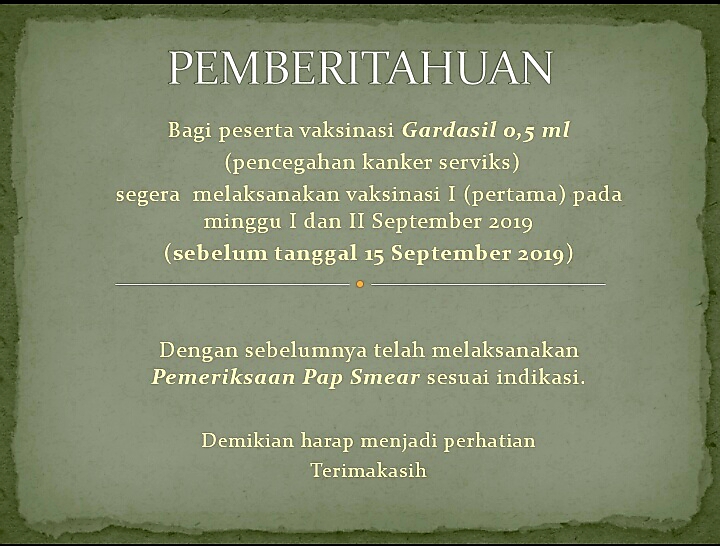 PEMBERITAHUAN
Bagi peserta vaksinasi Gardasil 0,5 ml
(pencegahan kanker serviks)
segera melaksanakan vaksinasi I (pertama) pada
minggu I dan II September 2019
(sebelum tanggal 15 September 2019)
Dengan sebelumnya telah melaksanakan
Pemeriksaan Pap Smear sesuai indikasi.
Demikian harap menjadi perhatian
Terimakasih